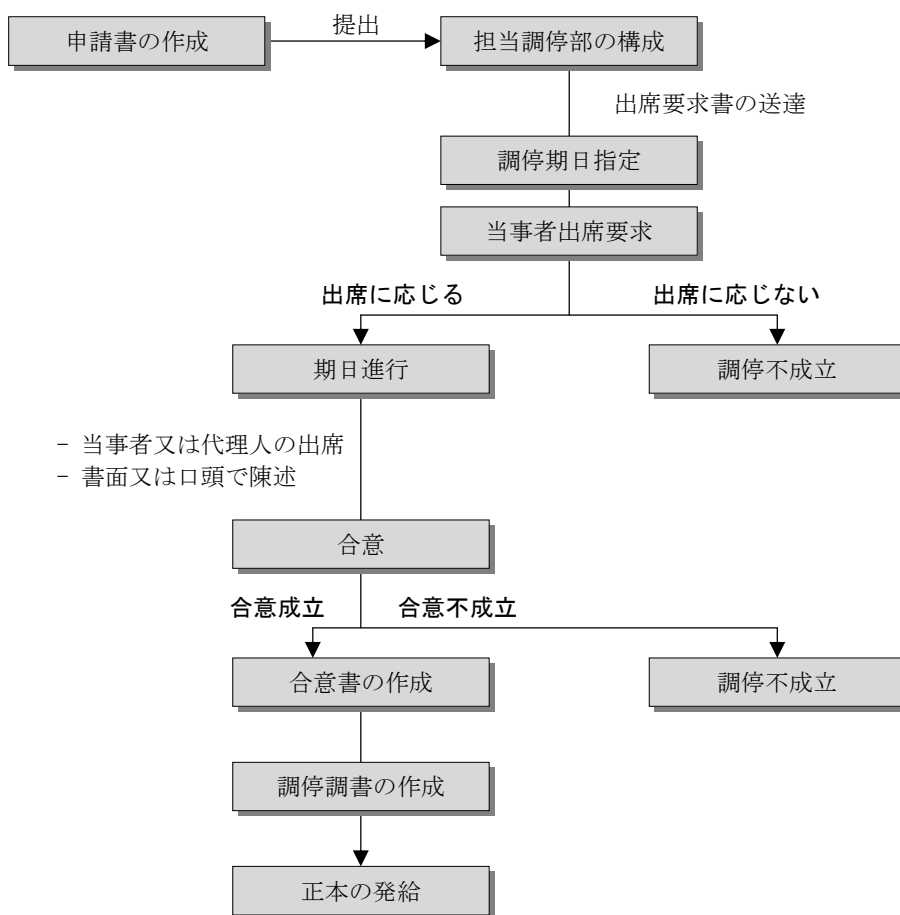 申請書の作成
提出
担当調停部の構成
出席要求書の送達
調停期日指定
当事者出席要求
出席に応じる
出席に応じない
期日進行
調停不成立
- 当事者又は代理人の出席
- 書面又は口頭で陳述
合意
合意成立
合意不成立
合意書の作成
調停不成立
調停調書の作成
正本の発給